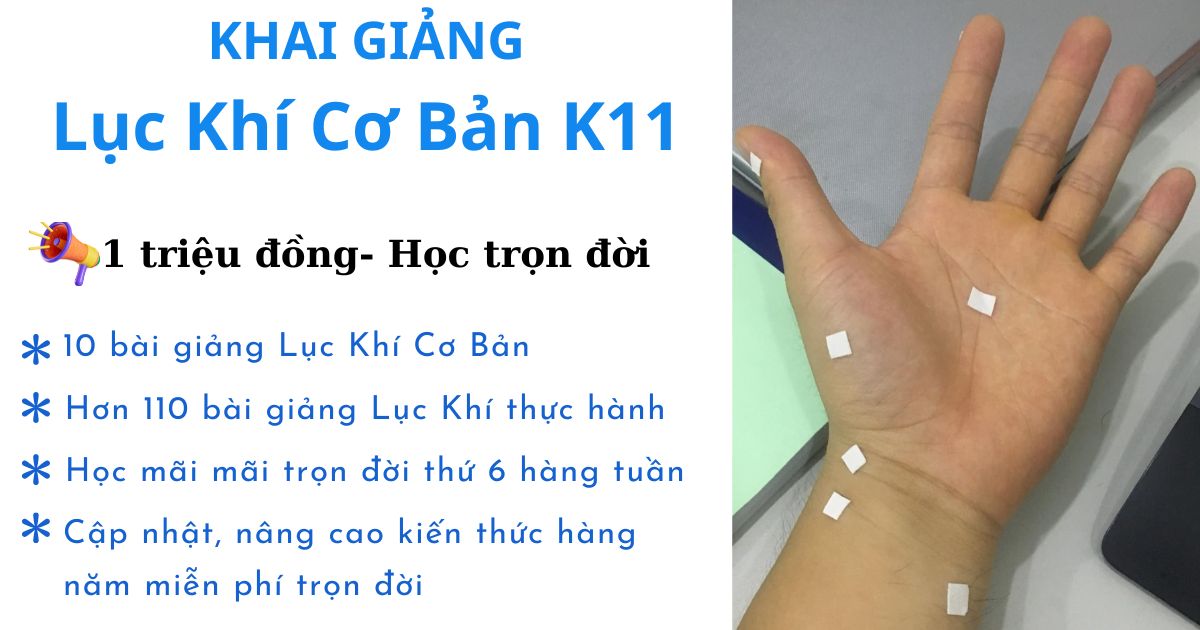 KHAI GIẢNG
Lục Khí Cơ Bản K11
1 triệu đồng- Học trọn đời
* 10 bài giảng Lục Khí Cơ Bản
* Hơn 110 bài giảng Lục Khí thực hành
* Học mãi mãi trọn đời thứ 6 hàng tuần
* Cập nhật, nâng cao kiến thức hàng
năm miễn phí trọn đời